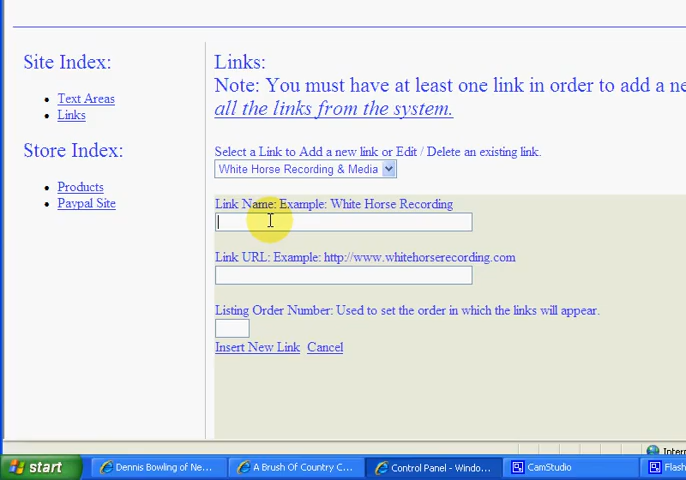 Site Index:
Text Areas
Links
Store Index:
Products
Paypal Site
Links:
Note: You must have at least one link in order to add a ne
all the links from the system.
Select a Link to Add a new link or Edit / Delete an existing link.
White Horse Recording & Media
Link Name: Example: White Horse Recording
Link URL: Example: http://www.whitehorserecording.com
Listing Order Number: Used to set the order in which the links will appear.
Insert New Link Cancel
Intern
start Dennis Bowling of Ne... A Brush Of Country C... Control Panel - Windo... CamStudio Flash